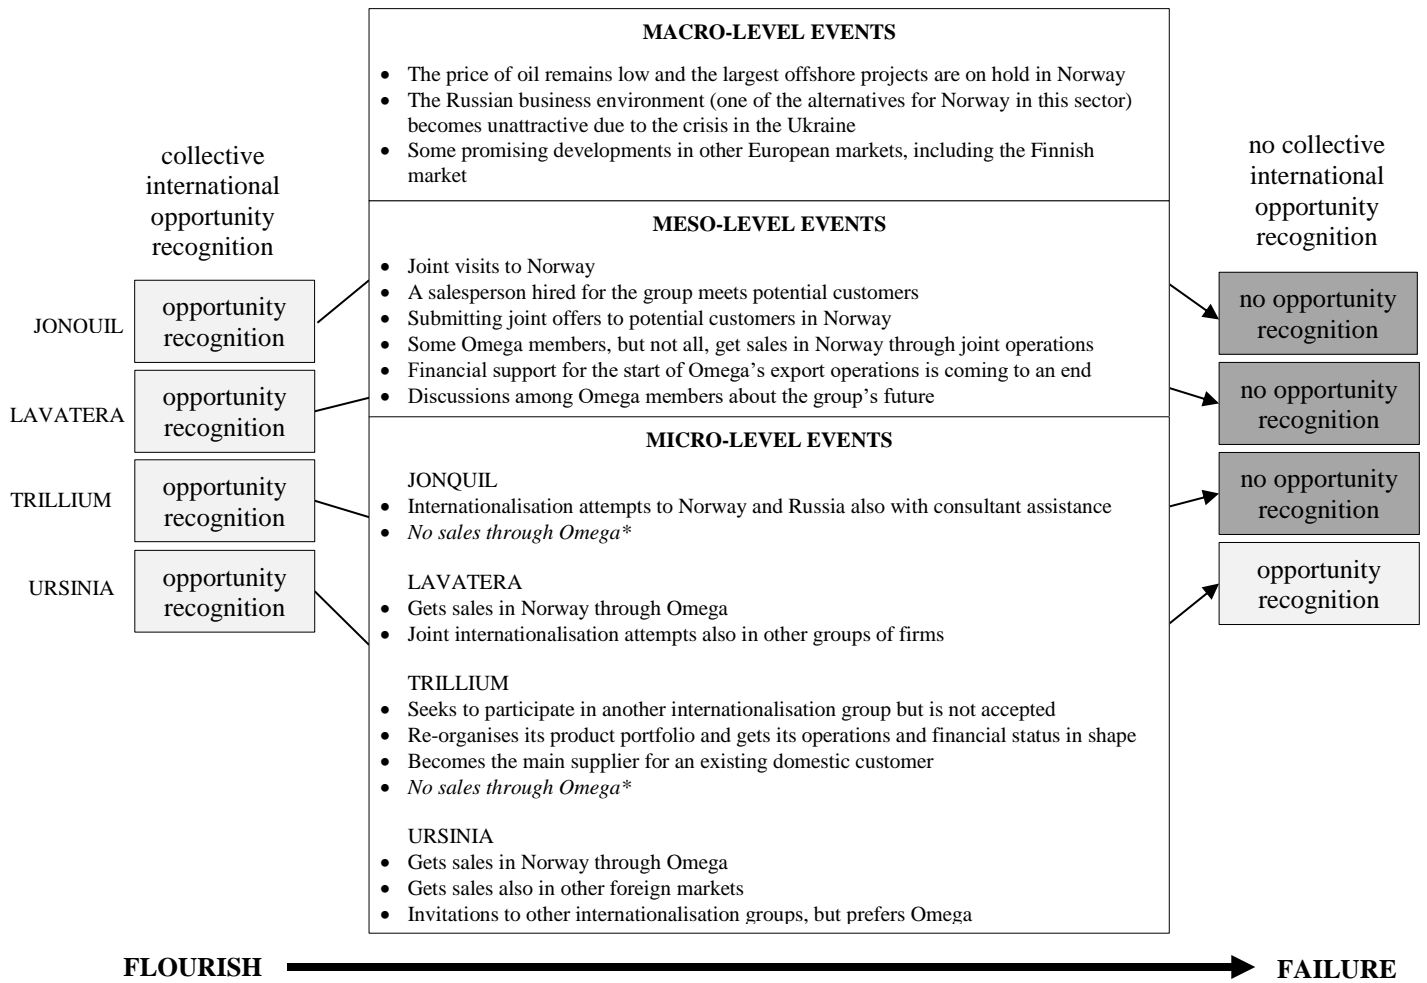 MACRO-LEVEL EVENTS
• The price of oil remains low and the largest offshore projects are on hold in Norway
• The Russian business environment (one of the alternatives for Norway in this sector)
becomes unattractive due to the crisis in the Ukraine
• Some promising developments in other European markets, including the Finnish
market
collective
international
opportunity
recognition
no collective
international
opportunity
recognition
MESO-LEVEL EVENTS
• Joint visits to Norway
• A salesperson hired for the group meets potential customers
• Submitting joint offers to potential customers in Norway
• Some Omega members, but not all, get sales in Norway through joint operations
• Financial support for the start of Omega’s export operations is coming to an end
• Discussions among Omega members about the group’s future
JONOUIL
opportunity
recognition
no opportunity
recognition
LAVATERA
opportunity
recognition
no opportunity
recognition
TRILLIUM
opportunity
recognition
no opportunity
recognition
URSINIA
opportunity
recognition
opportunity
recognition
MICRO-LEVEL EVENTS
JONQUIL
• Internationalisation attempts to Norway and Russia also with consultant assistance
• No sales through Omega*
LAVATERA
• Gets sales in Norway through Omega
• Joint internationalisation attempts also in other groups of firms
TRILLIUM
• Seeks to participate in another internationalisation group but is not accepted
• Re-organises its product portfolio and gets its operations and financial status in shape
• Becomes the main supplier for an existing domestic customer
• No sales through Omega*
URSINIA
• Gets sales in Norway through Omega
• Gets sales also in other foreign markets
• Invitations to other internationalisation groups, but prefers Omega
FLOURISH
FAILURE